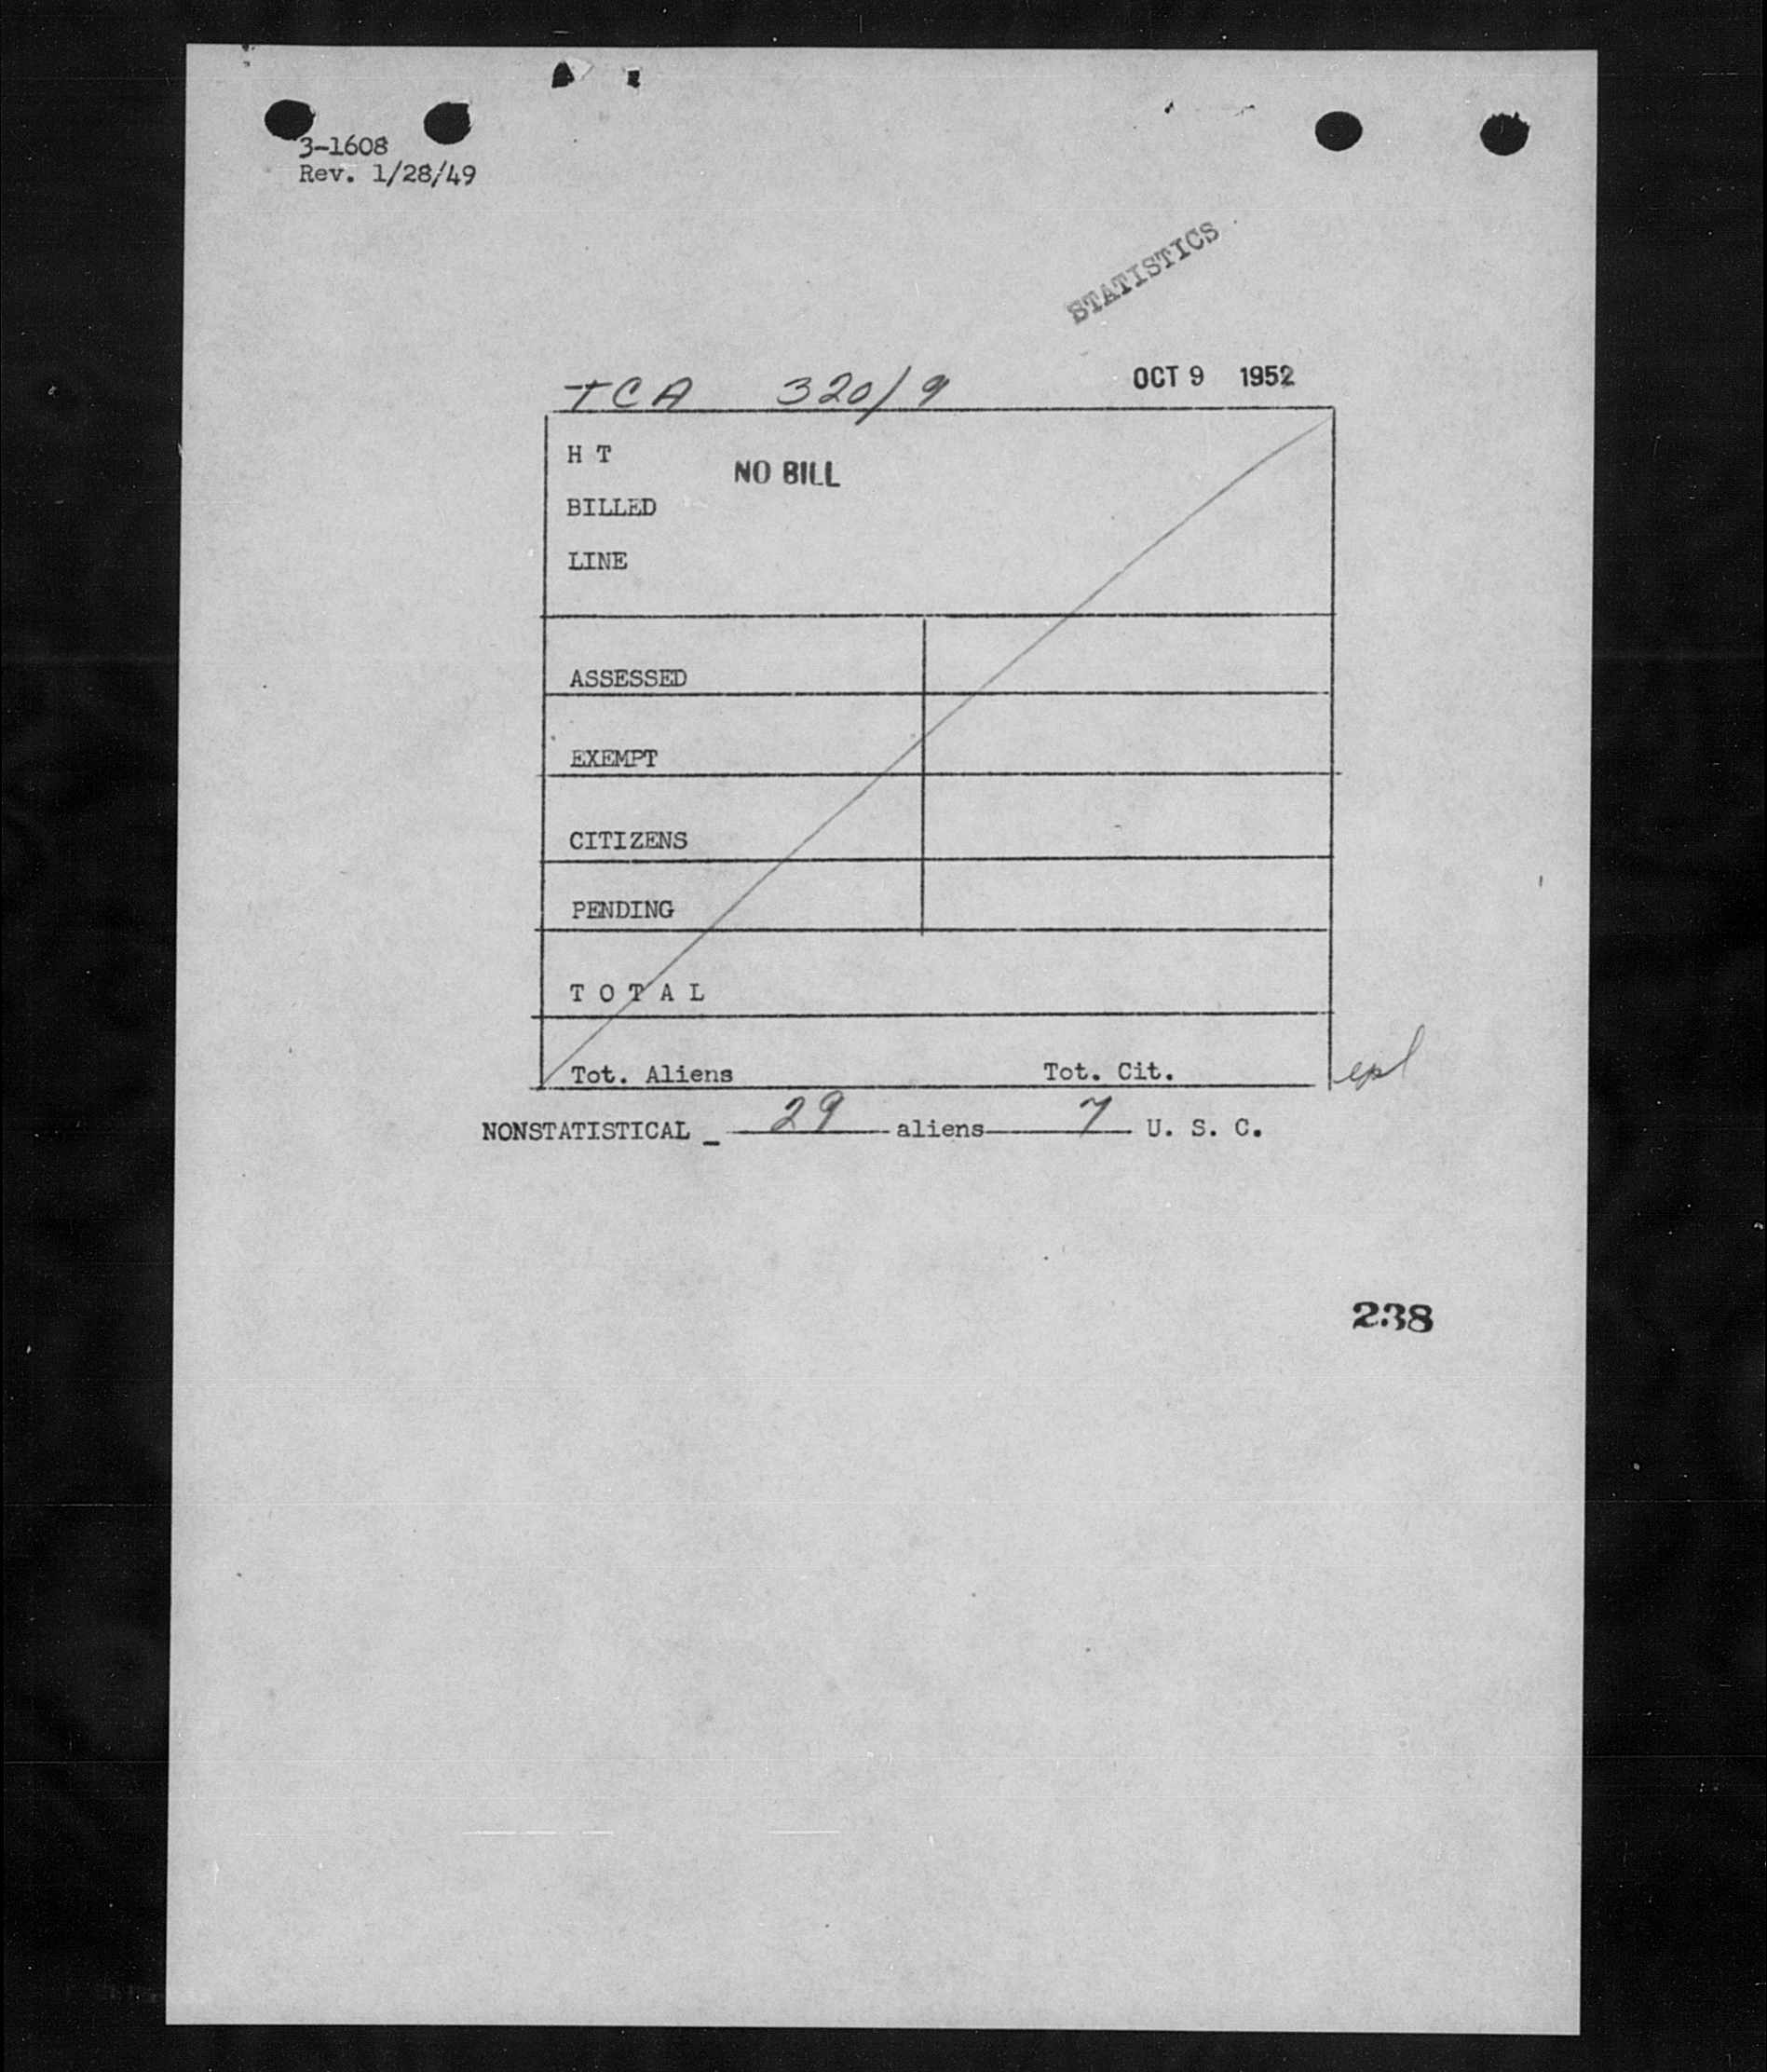 3-1608
Rev. 1/28/49
STATISTICS
TCA 320/9 OCT 9 1952
H T
NO BILL
BILLED
LINE
ASSESSED
EXEMPT
CITIZENS
PENDING
T O T A L
Tot. Aliens Tot. Cit.
NONSTATISTICAL _ 29 aliens 7 U. S. C.
238